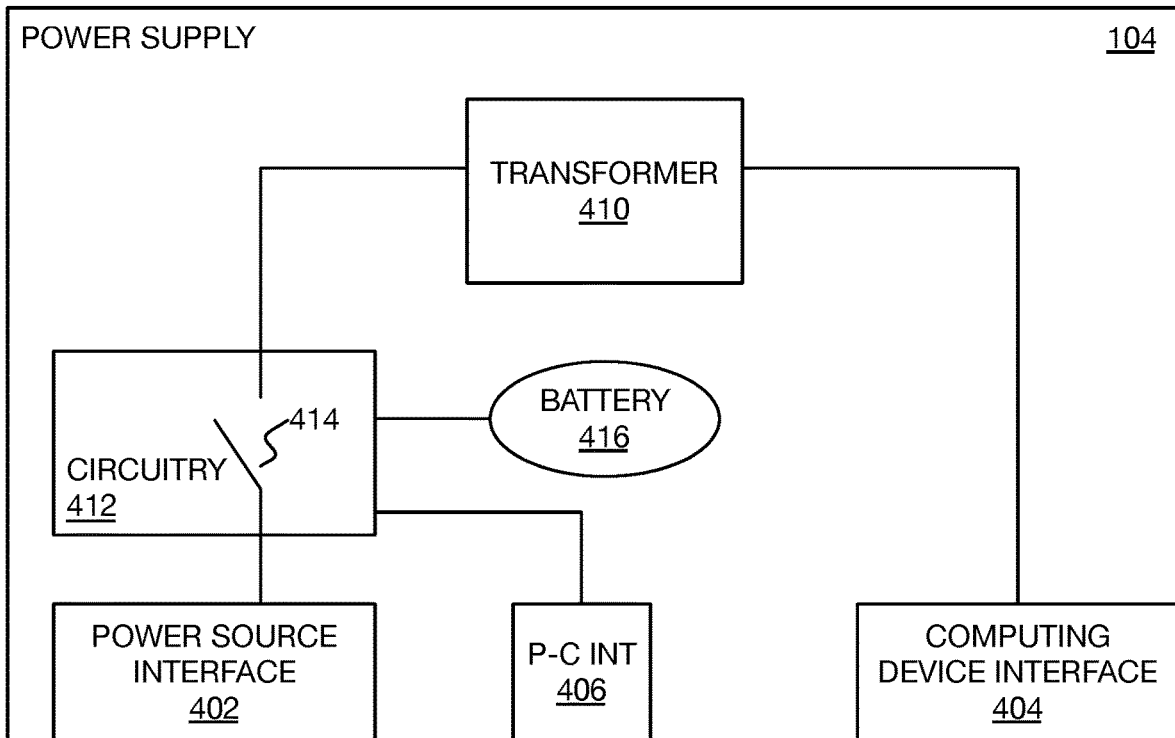 POWER SUPPLY
104
TRANSFORMER
410
BATTERY
416
414
CIRCUITRY
412
POWER SOURCE
INTERFACE
402
P-C INT
406
COMPUTING
DEVICE INTERFACE
404